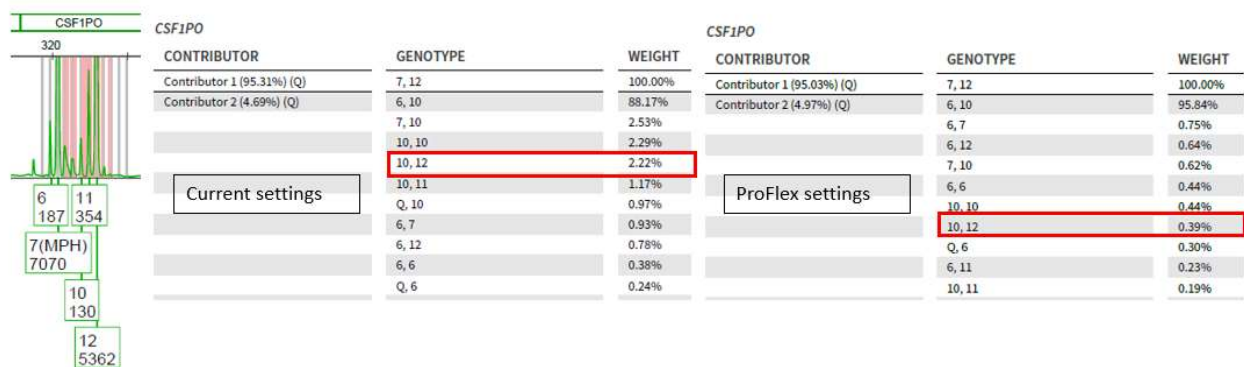 CSF1PO
320
6
187
11
354
7(MPH)
7070
10
130
12
5362
CSF1PO
CONTRIBUTOR GENOTYPE WEIGHT
Contributor 1 (95.31%) (Q) 7, 12 100.00%
Contributor 2 (4.69%) (Q) 6, 10 88.17%
7, 10 2.53%
10, 10 2.29%
10, 12 2.22%
10, 11 1.17%
Q, 10 0.97%
6, 7 0.93%
6, 12 0.78%
6, 6 0.38%
Q, 6 0.24%
Current settings
CSF1PO
CONTRIBUTOR GENOTYPE WEIGHT
Contributor 1 (95.03%) (Q) 7, 12 100.00%
Contributor 2 (4.97%) (Q) 6, 10 95.84%
6, 7 0.75%
6, 12 0.64%
7, 10 0.62%
6, 6 0.44%
10, 10 0.44%
10, 12 0.39%
Q, 6 0.30%
6, 11 0.23%
10, 11 0.19%
ProFlex settings